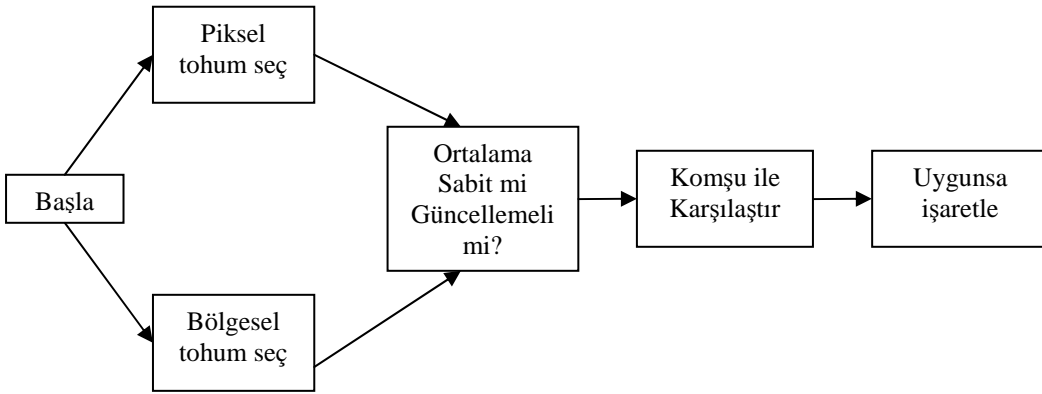 Piksel
tohum seç
Başla
Bölgesel
tohum seç
Ortalama
Sabit mi
Güncellemeli
mi?
Komşu ile
Karşılaştır
Uygunsa
işaretle